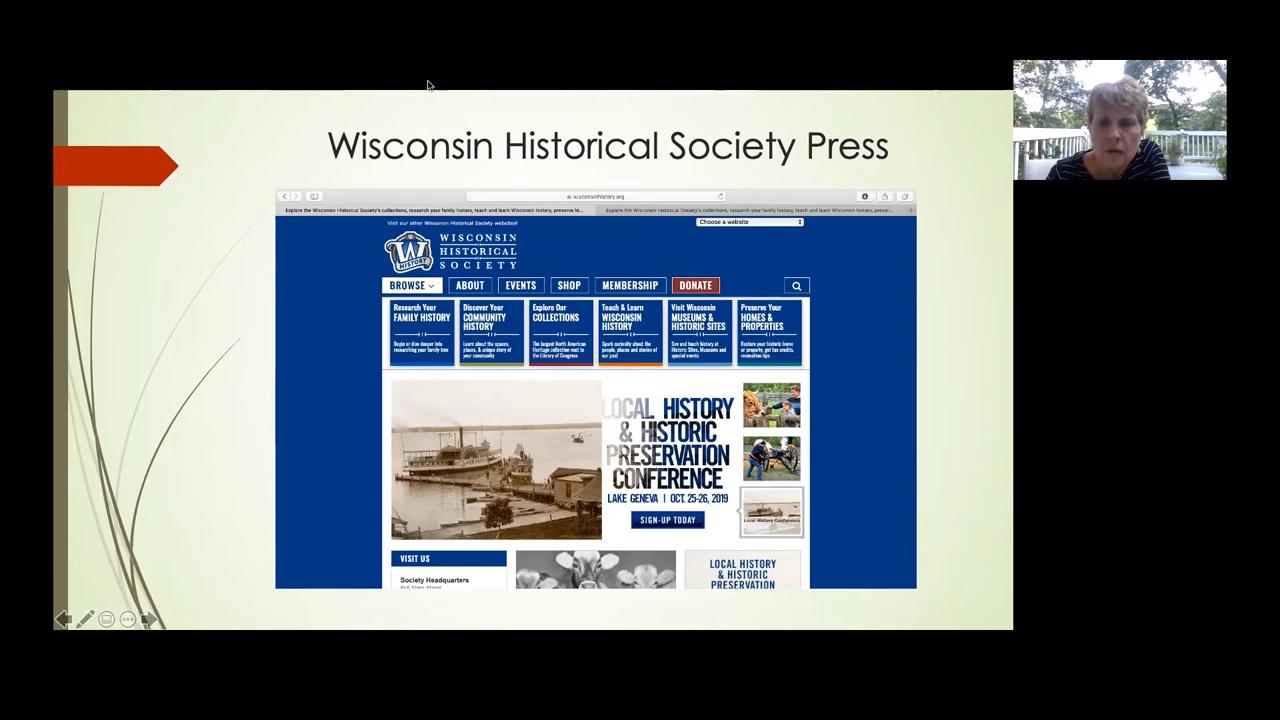 Wisconsin Historical Society Press
wisconsinhistory.org
Explore the Wisconsin Historical Society's collections, research your family history, teach and learn Wisconsin history, preserve hi...
Explore the Wisconsin Historical Society's collections, research your family history, teach and learn Wisconsin history, preser...
Visit our other Wisconsin Historical Society websites!
Choose a website
W
HISTORY
WISCONSIN
HISTORICAL
SOCIETY
BROWSE ABOUT EVENTS SHOP MEMBERSHIP DONATE
Research Your
FAMILY HISTORY
Begin or dive deeper into
researching your family tree
Discover Your
COMMUNITY
HISTORY
Learn about the spaces,
places, & unique story of
your community
Explore Our
COLLECTIONS
The largest North American
Heritage collection next to
the Library of Congress
Teach & Learn
WISCONSIN
HISTORY
Spark curiosity about the
people, places and stories of
our past
Visit Wisconsin
MUSEUMS &
HISTORIC SITES
See and touch history at
Historic Sites, Museums and
special events
Preserve Your
HOMES &
PROPERTIES
Restore your historic home
or property, get tax credits,
renovation tips
LOCAL HISTORY
& HISTORIC
PRESERVATION
CONFERENCE
LAKE GENEVA | OCT. 25-26, 2019
SIGN-UP TODAY
Local History Conference
VISIT US
Society Headquarters
LOCAL HISTORY
& HISTORIC
PRESERVATION